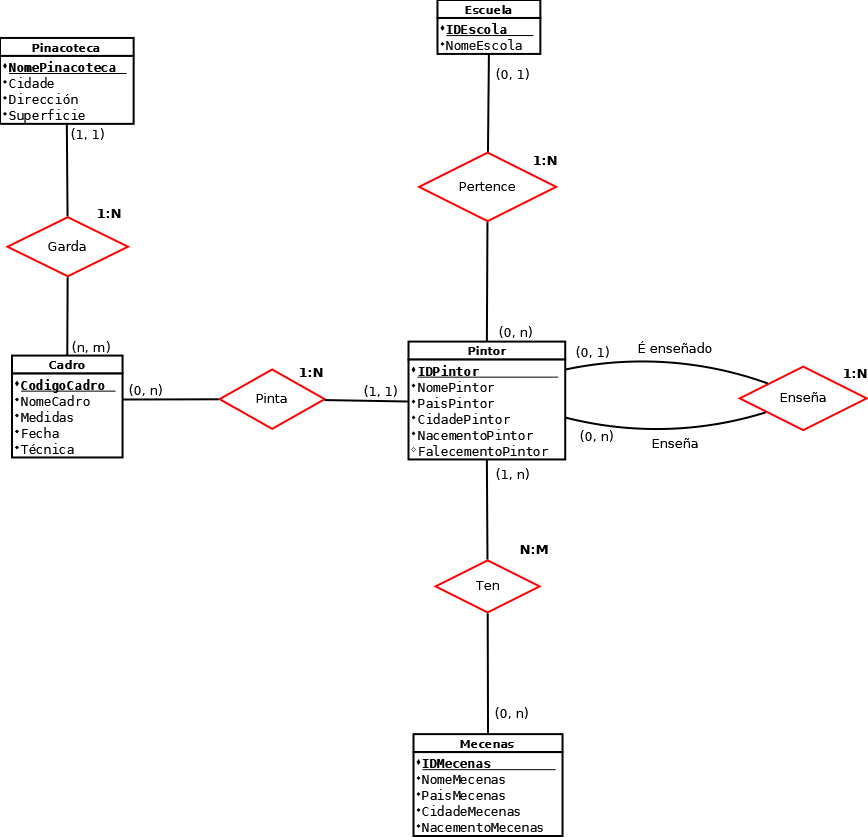 Escuela
IDEscola
NomeEscola
(0, 1)
Pinacoteca
NomePinacoteca
Cidade
Dirección
Superficie
(1, 1)
1:N
Pertence
1:N
Garda
(n, m)
(0, n)
Cadro
CodigoCadro
NomeCadro
Medidas
Fecha
Técnica
(0, n)
1:N
Pinta
(1, 1)
Pintor
IDPintor
NomePintor
PaisPintor
CidadePintor
NacementoPintor
FalecementoPintor
(0, 1)
É enseñado
1:N
Enseña
(0, n)
Enseña
(1, n)
N:M
Ten
(0, n)
Mecenas
IDMecenas
NomeMecenas
PaisMecenas
CidadeMecenas
NacementoMecenas